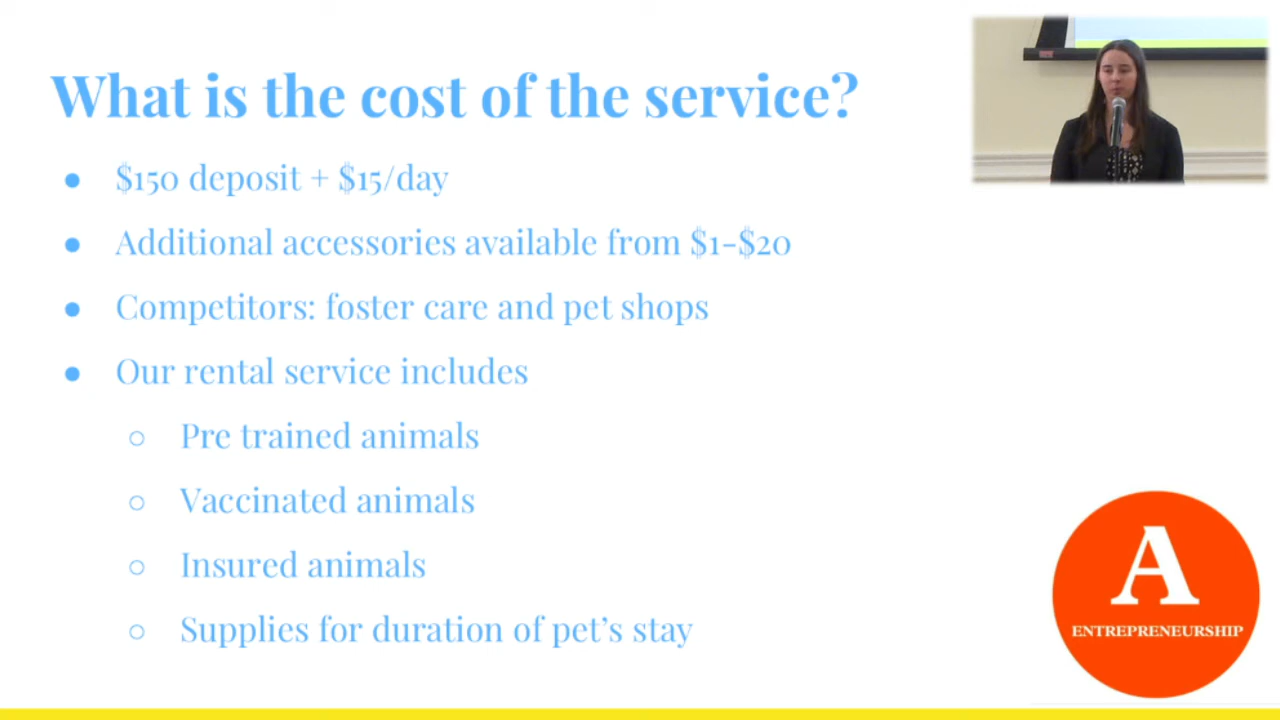 What is the cost of the service?
● $150 deposit + $15/day
● Additional accessories available from $1-$20
● Competitors: foster care and pet shops
● Our rental service includes
○ Pre trained animals
○ Vaccinated animals
○ Insured animals
○ Supplies for duration of pet’s stay
A
ENTREPRENEURSHIP